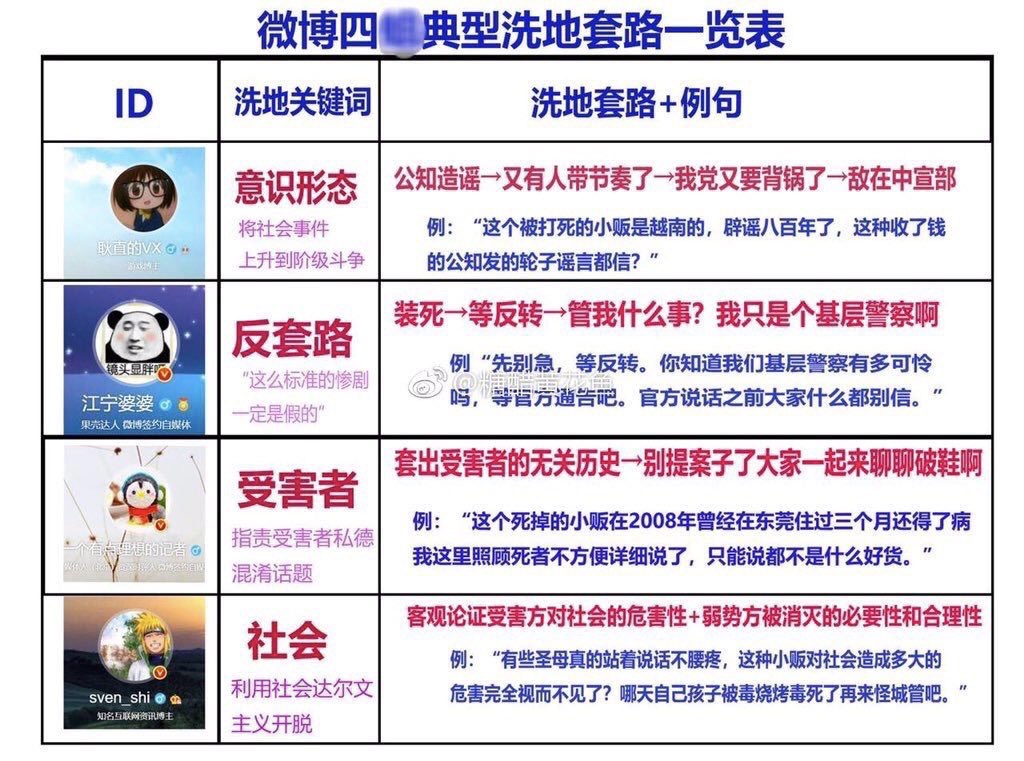 微博四 典型洗地套路一览表
ID
洗地关键词
洗地套路+例句
耿直的VX
游戏博主
意识形态
将社会事件
上升到阶级斗争
公知造谣→又有人带节奏了→我党又要背锅了→敌在中宣部
例：“这个被打死的小贩是越南的，辟谣八百年了，这种收了钱
的公知发的轮子谣言都信？”
镜头显胖
江宁婆婆
果壳达人 微博签约自媒体
反套路
“这么标准的惨剧
一定是假的”
装死→等反转→管我什么事？我只是个基层警察啊
例“先别急，等反转。你知道我们基层警察有多可怜
吗，等官方通告吧。官方说话之前大家什么都别信。”
@糖醋黄花鱼
一个有点理想的记者
受害者
指责受害者私德
混淆话题
套出受害者的无关历史→别提案子了大家一起来聊聊破鞋啊
例：“这个死掉的小贩在2008年曾经在东莞住过三个月还得了病
我这里照顾死者不方便详细说了，只能说都不是什么好货。”
sven_shi
知名互联网资讯博主
社会
利用社会达尔文
主义开脱
客观论证受害方对社会的危害性+弱势方被消灭的必要性和合理性
例：“有些圣母真的站着说话不腰疼，这种小贩对社会造成多大的
危害完全视而不见了？哪天自己孩子被毒烧烤毒死了再来怪城管吧。”